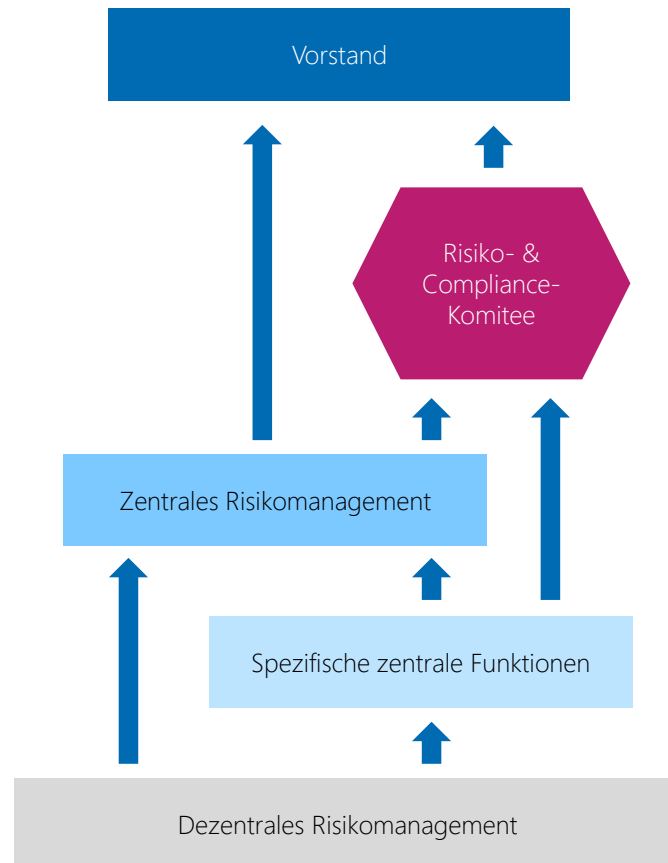 Vorstand
Risiko- &
Compliance-
Komitee
Zentrales Risikomanagement
Spezifische zentrale Funktionen
Dezentrales Risikomanagement